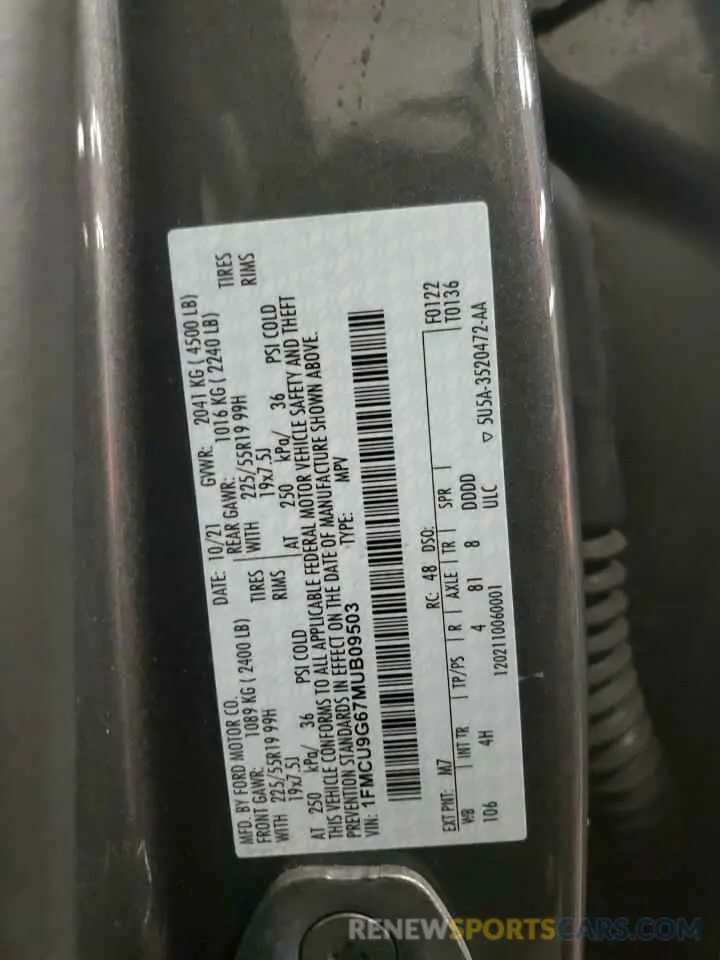 MFD. BY FORD MOTOR CO.
DATE: 10/21 GVWR: 2041 KG ( 4500 LB)
FRONT GAWR: 1089 KG ( 2400 LB) REAR GAWR: 1016 KG ( 2240 LB)
WITH 225/55R19 99H TIRES WITH 225/55R19 99H TIRES
19x7.5J RIMS 19x7.5J RIMS
AT 250 kPa/ 36 PSI COLD AT 250 kPa/ 36 PSI COLD
THIS VEHICLE CONFORMS TO ALL APPLICABLE FEDERAL MOTOR VEHICLE SAFETY AND THEFT
PREVENTION STANDARDS IN EFFECT ON THE DATE OF MANUFACTURE SHOWN ABOVE.
VIN: 1FMCU9G67MUB09503 TYPE: MPV
EXT PNT: M7 RC: 48 DSO: F0122
WB INT TR TP/PS R AXLE TR SPR T0136
106 4H 4 81 8 DDDD
1202110060001 ULC ▽ 5U5A-3520472-AA
RENEWSPORTSCARS.COM